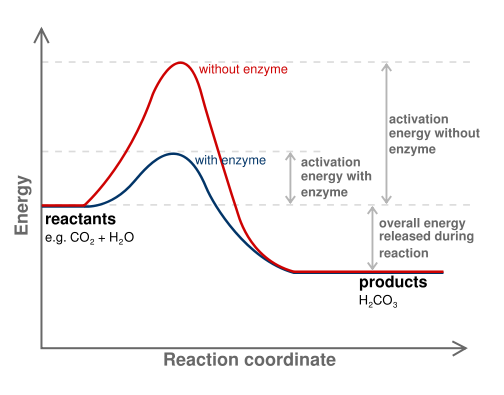 without enzyme
activation
energy without
enzyme
with enzyme
activation
energy with
enzyme
Energy
reactants
e.g. CO₂ + H₂O
overall energy
released during
reaction
products
H₂CO₃
Reaction coordinate